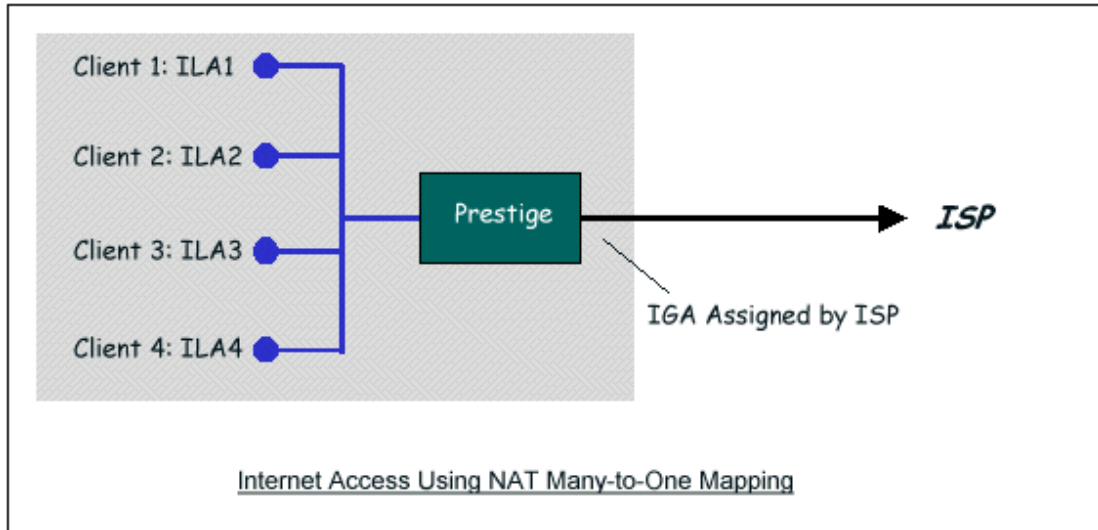 Client 1: ILA1
Client 2: ILA2
Client 3: ILA3
Client 4: ILA4
Prestige
ISP
IGA Assigned by ISP
Internet Access Using NAT Many-to-One Mapping